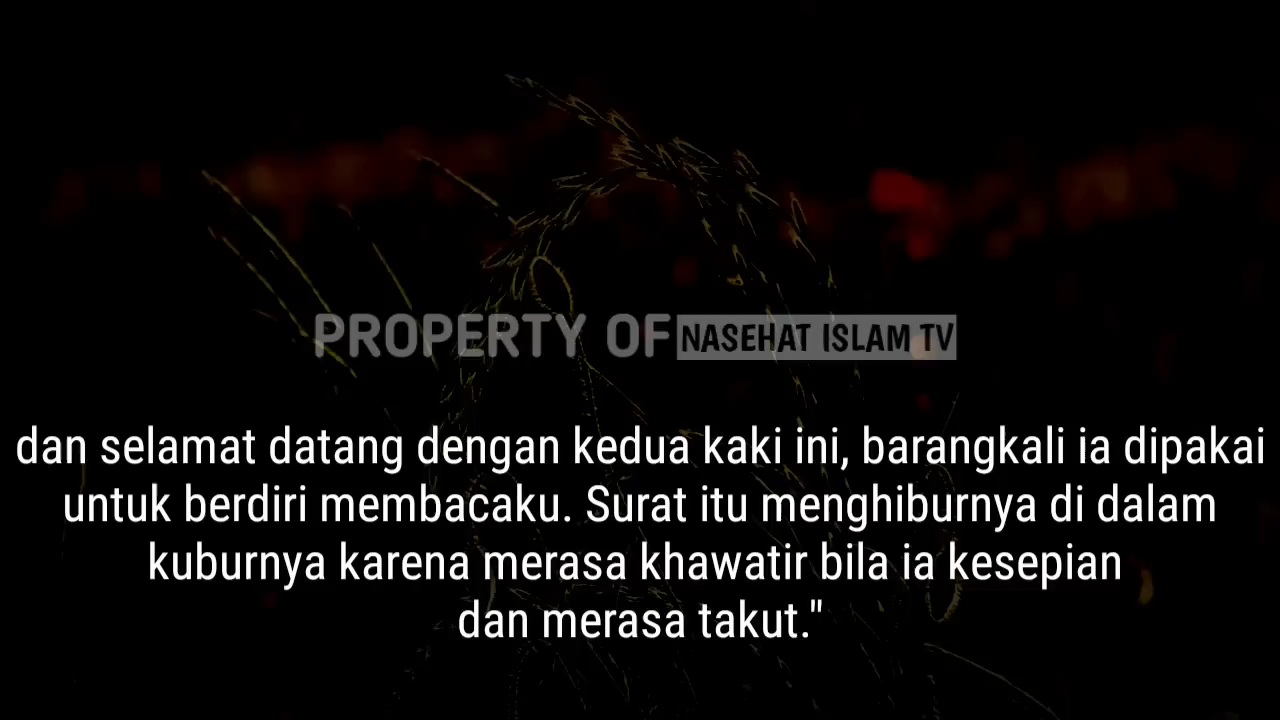 PROPERTY OF NASEHAT ISLAM TV
dan selamat datang dengan kedua kaki ini, barangkali ia dipakai
untuk berdiri membacaku. Surat itu menghiburnya di dalam
kuburnya karena merasa khawatir bila ia kesepian
dan merasa takut."